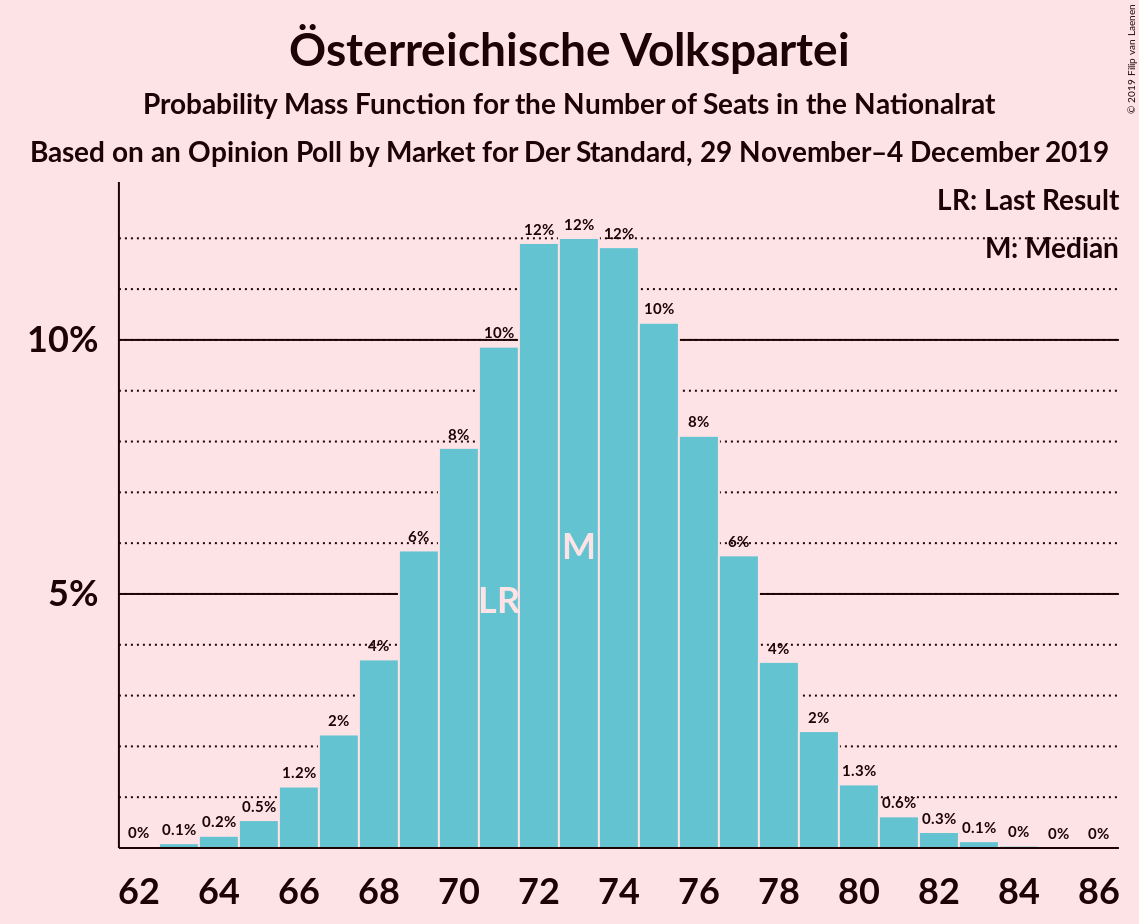 Österreichische Volkspartei
Probability Mass Function for the Number of Seats in the Nationalrat
Based on an Opinion Poll by Market for Der Standard, 29 November–4 December 2019
© 2019 Filip van Laenen
LR: Last Result
M: Median
10%
5%
0% 0.1% 0.2% 0.5% 1.2% 2% 4% 6% 8% 10% 12% 12% 12% 10% 8% 6% 4% 2% 1.3% 0.6% 0.3% 0.1% 0% 0% 0%
M
LR
62 64 66 68 70 72 74 76 78 80 82 84 86